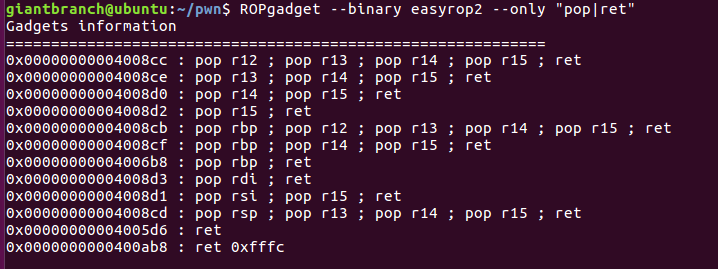 giantbranch@ubuntu:~/pwn$ ROPgadget --binary easyrop2 --only "pop|ret"
Gadgets information
============================================================
0x00000000004008cc : pop r12 ; pop r13 ; pop r14 ; pop r15 ; ret
0x00000000004008ce : pop r13 ; pop r14 ; pop r15 ; ret
0x00000000004008d0 : pop r14 ; pop r15 ; ret
0x00000000004008d2 : pop r15 ; ret
0x00000000004008cb : pop rbp ; pop r12 ; pop r13 ; pop r14 ; pop r15 ; ret
0x00000000004008cf : pop rbp ; pop r14 ; pop r15 ; ret
0x00000000004006b8 : pop rbp ; ret
0x00000000004008d3 : pop rdi ; ret
0x00000000004008d1 : pop rsi ; pop r15 ; ret
0x00000000004008cd : pop rsp ; pop r13 ; pop r14 ; pop r15 ; ret
0x00000000004005d6 : ret
0x0000000000400ab8 : ret 0xfffc